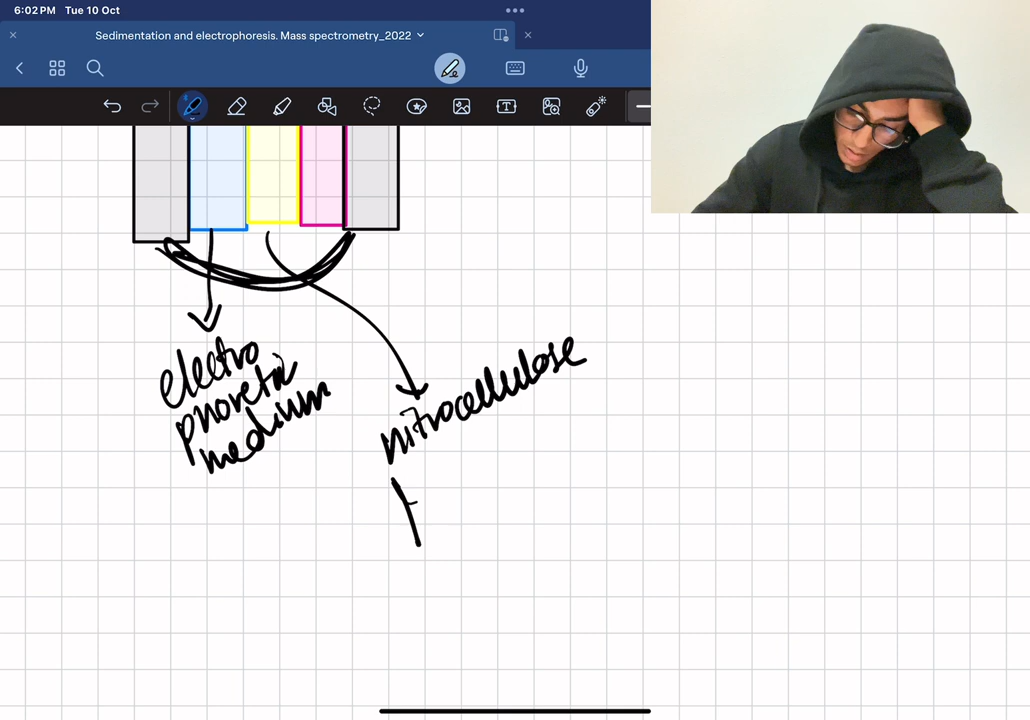 6:02 PM Tue 10 Oct
Sedimentation and electrophoresis. Mass spectrometry_2022
electro
phoretic
medium
nitrocellulose